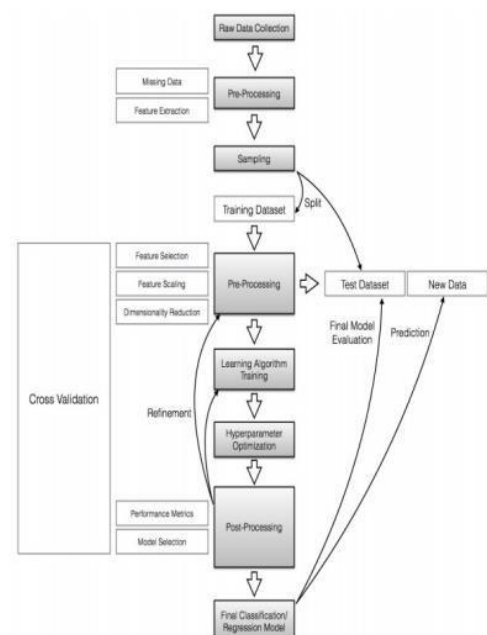 Raw Data Collection
Missing Data
Feature Extraction
Pre-Processing
Sampling
Split
Training Dataset
Feature Selection
Feature Scaling
Dimensionality Reduction
Pre-Processing
Test Dataset
New Data
Final Model
Evaluation
Prediction
Learning Algorithm
Training
Cross Validation
Refinement
Hyperparameter
Optimization
Performance Metrics
Model Selection
Post-Processing
Final Classification/
Regression Model